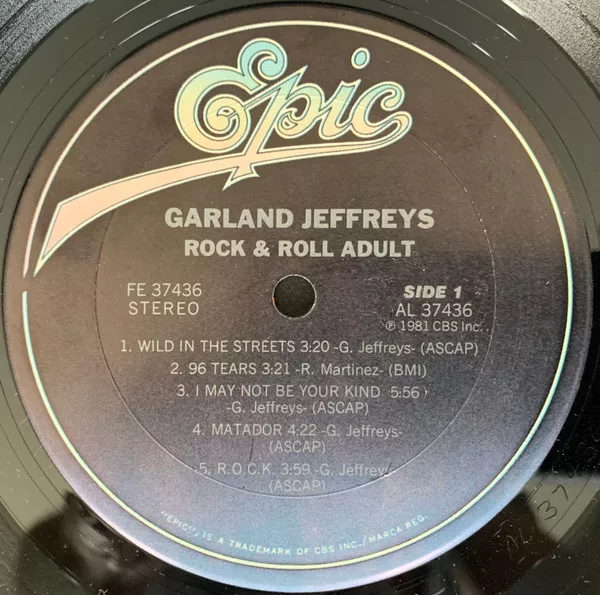 Epic
GARLAND JEFFREYS
ROCK & ROLL ADULT
FE 37436
STEREO
SIDE 1
AL 37436
Ⓟ 1981 CBS Inc.
1. WILD IN THE STREETS 3:20 -G. Jeffreys- (ASCAP)
2. 96 TEARS 3:21 -R. Martinez- (BMI)
3. I MAY NOT BE YOUR KIND 5:56
-G. Jeffreys- (ASCAP)
4. MATADOR 4:22 -G. Jeffreys-
(ASCAP)
5. R.O.C.K. 3:59 -G. Jeffreys-
(ASCAP)
"EPIC", IS A TRADEMARK OF CBS INC./MARCA REG.